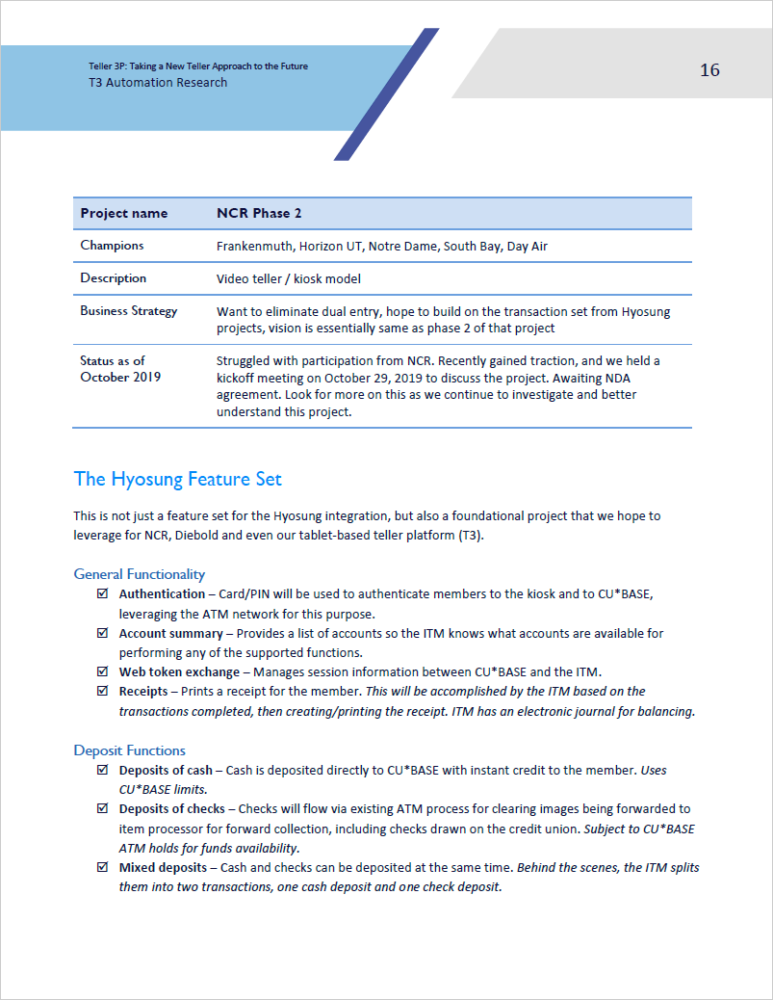 Teller 3P: Taking a New Teller Approach to the Future
T3 Automation Research
16
Project name NCR Phase 2
Champions Frankenmuth, Horizon UT, Notre Dame, South Bay, Day Air
Description Video teller / kiosk model
Business Strategy Want to eliminate dual entry, hope to build on the transaction set from Hyosung
projects, vision is essentially same as phase 2 of that project
Status as of Struggled with participation from NCR. Recently gained traction, and we held a
October 2019 kickoff meeting on October 29, 2019 to discuss the project. Awaiting NDA
agreement. Look for more on this as we continue to investigate and better
understand this project.
The Hyosung Feature Set
This is not just a feature set for the Hyosung integration, but also a foundational project that we hope to
leverage for NCR, Diebold and even our tablet-based teller platform (T3).
General Functionality
☑ Authentication – Card/PIN will be used to authenticate members to the kiosk and to CU*BASE,
leveraging the ATM network for this purpose.
☑ Account summary – Provides a list of accounts so the ITM knows what accounts are available for
performing any of the supported functions.
☑ Web token exchange – Manages session information between CU*BASE and the ITM.
☑ Receipts – Prints a receipt for the member. This will be accomplished by the ITM based on the
transactions completed, then creating/printing the receipt. ITM has an electronic journal for balancing.
Deposit Functions
☑ Deposits of cash – Cash is deposited directly to CU*BASE with instant credit to the member. Uses
CU*BASE limits.
☑ Deposits of checks – Checks will flow via existing ATM process for clearing images being forwarded to
item processor for forward collection, including checks drawn on the credit union. Subject to CU*BASE
ATM holds for funds availability.
☑ Mixed deposits – Cash and checks can be deposited at the same time. Behind the scenes, the ITM splits
them into two transactions, one cash deposit and one check deposit.